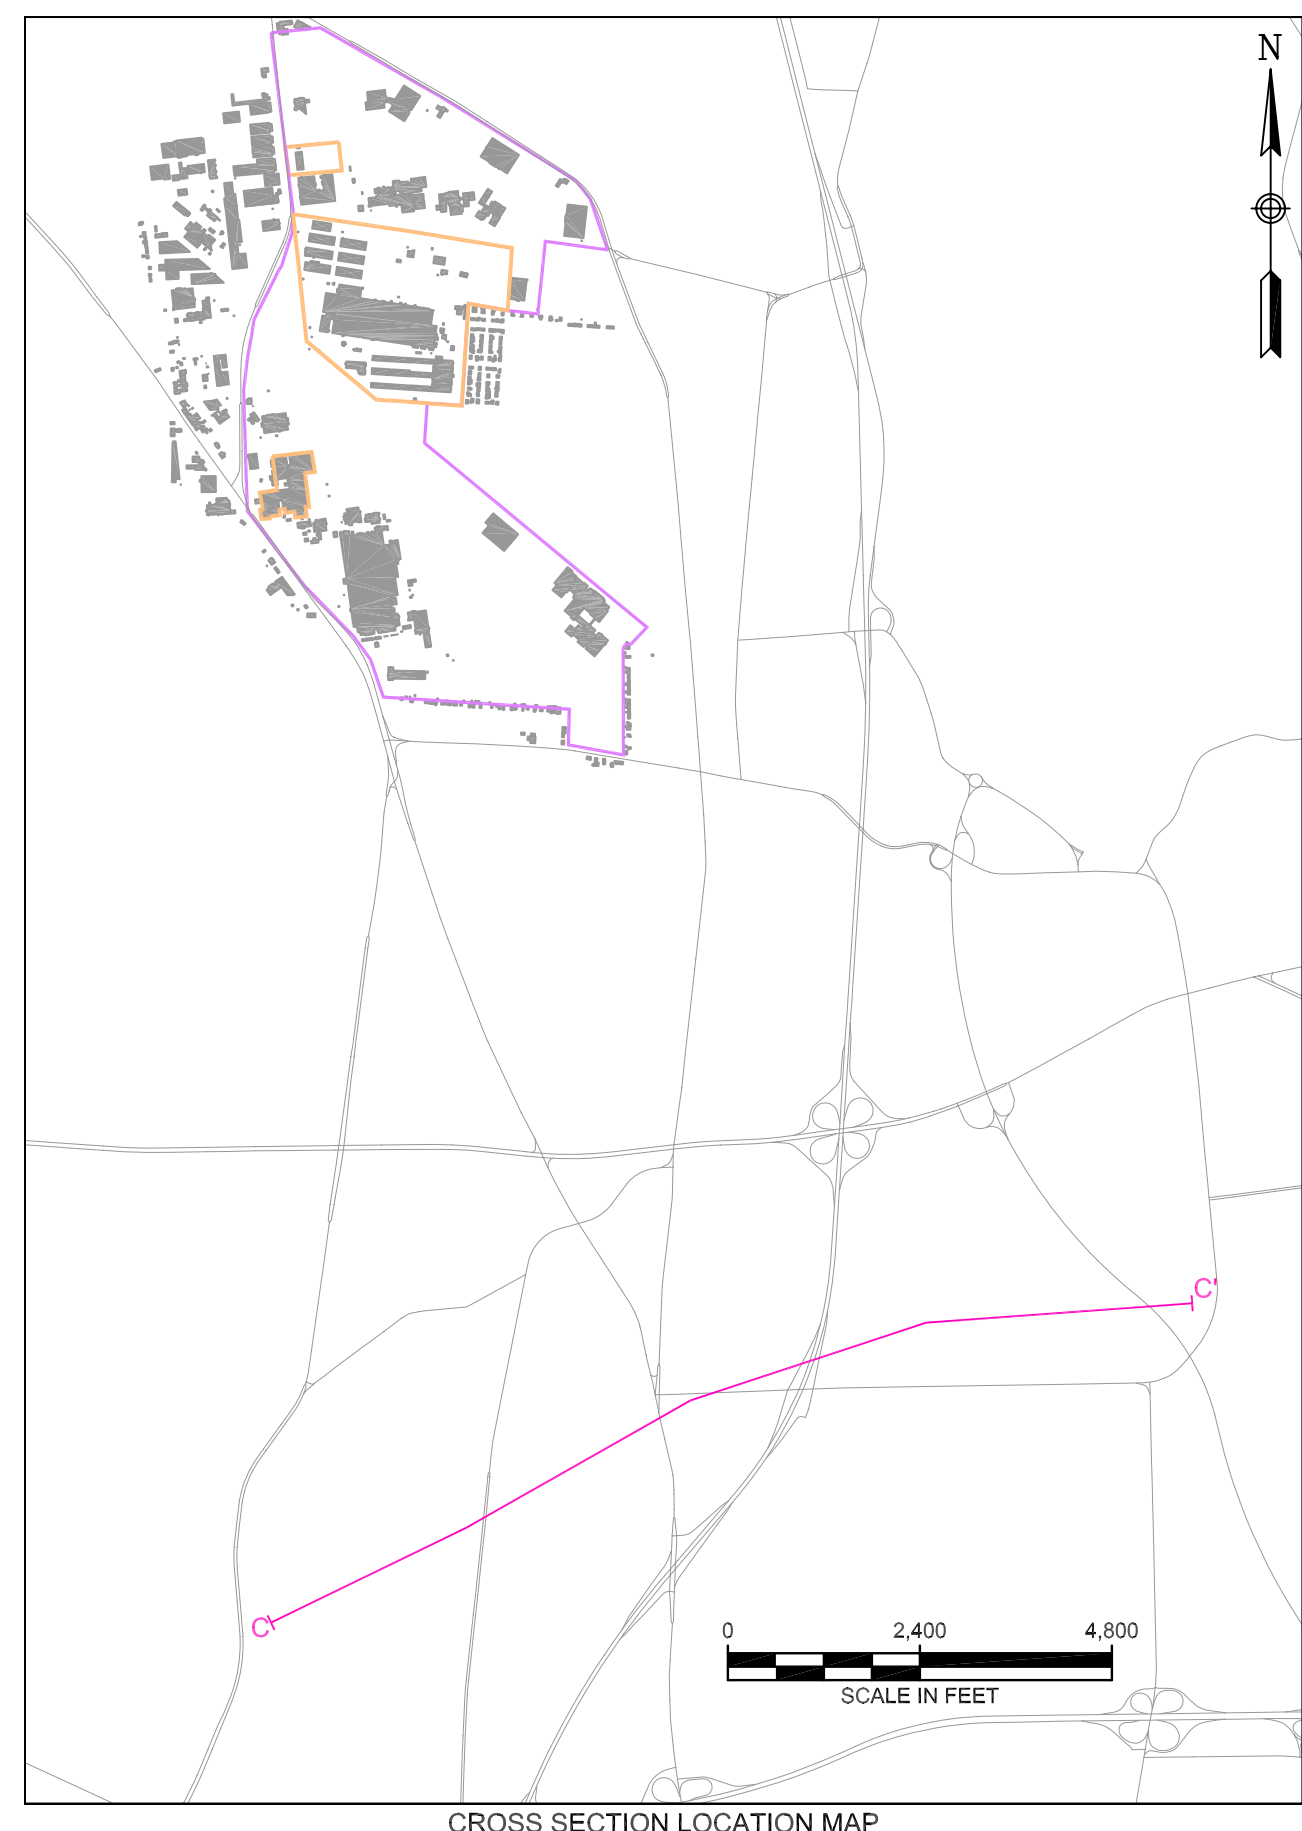 N
C'
C
0 2,400 4,800
SCALE IN FEET
CROSS SECTION LOCATION MAP